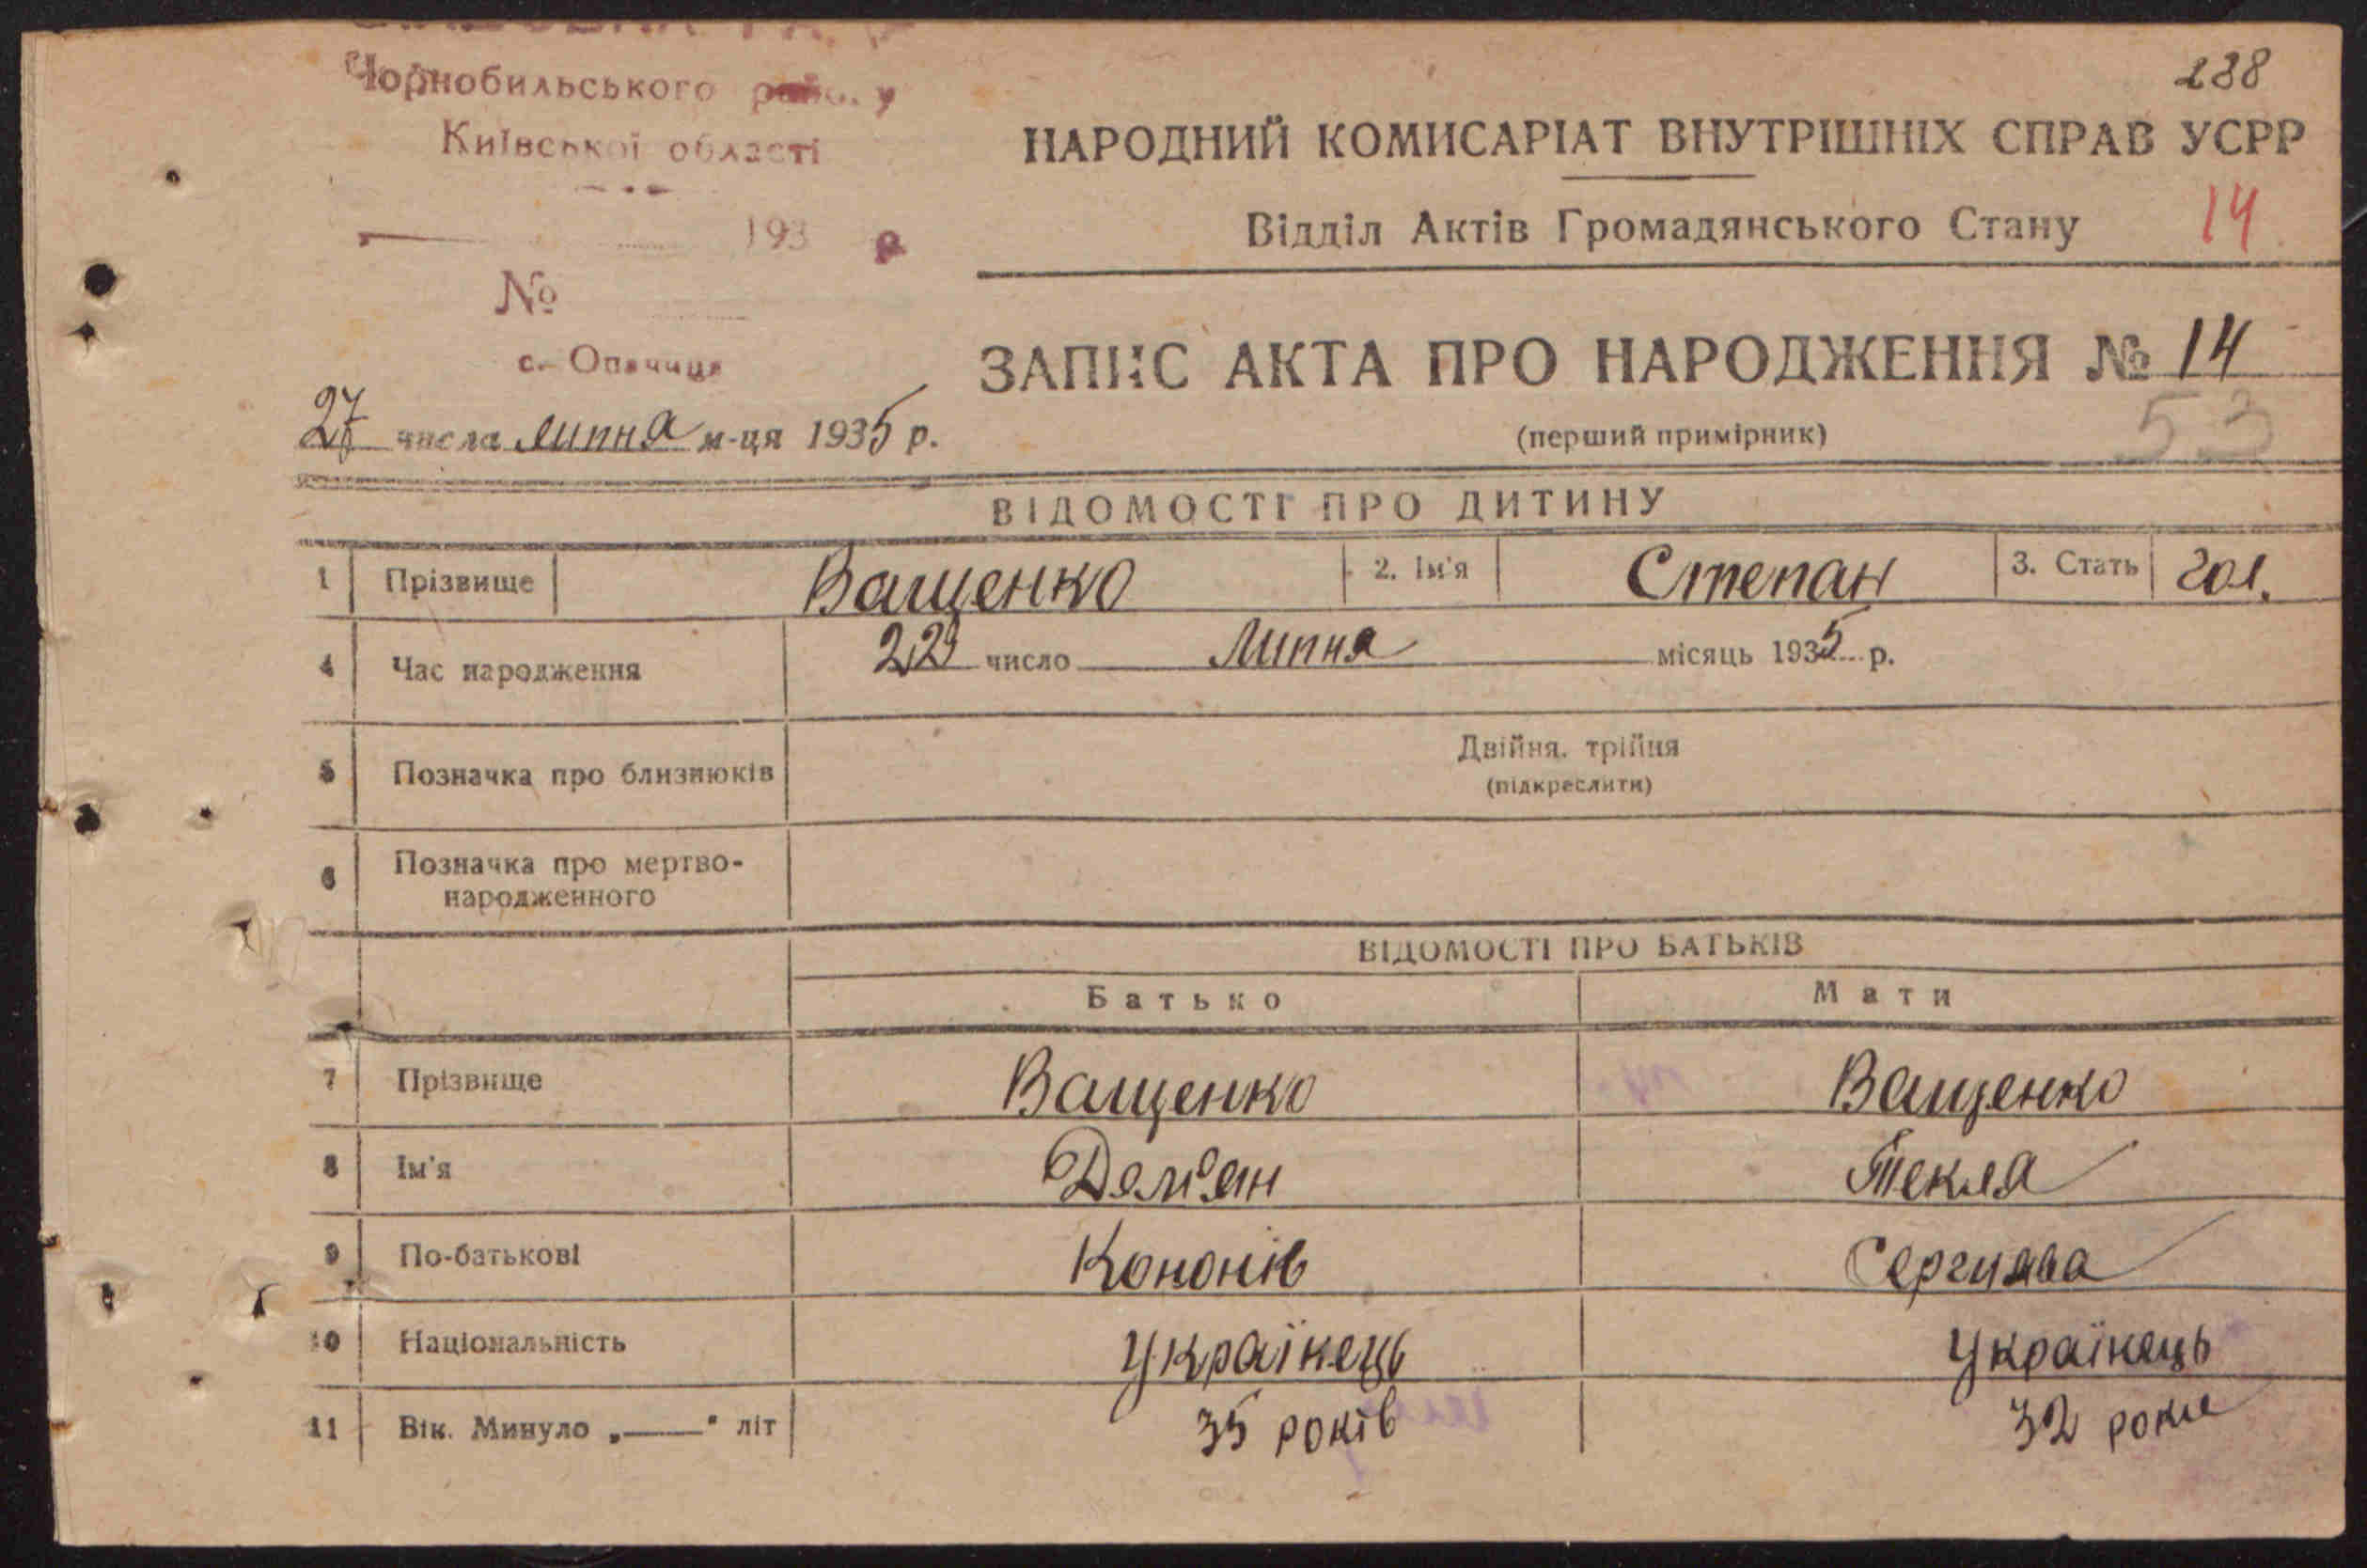 Чорнобильського району
Київської області
193 р
№
с. Опачиця
27 числа липня м-ця 1935 р.
238
НАРОДНИЙ КОМИСАРІАТ ВНУТРІШНІХ СПРАВ УСРР
Відділ Актів Громадянського Стану 14
ЗАПИС АКТА ПРО НАРОДЖЕННЯ № 14
(перший примірник) 53
ВІДОМОСТІ ПРО ДИТИНУ
1 Прізвище Ващенко 2. Ім'я Степан 3. Стать чол.
4 Час народження 22 число Липня місяць 1935 р.
5 Позначка про близнюків Двійня, трійня
(підкреслити)
6 Позначка про мертво-
народженного
ВІДОМОСТІ ПРО БАТЬКІВ
Батько Мати
7 Прізвище Ващенко Ващенко
8 Ім'я Дем'ян Текля
9 По-батькові Кононів
10 Національність Українець Українець
11 Вік. Минуло „——" літ 35 років 32 роки